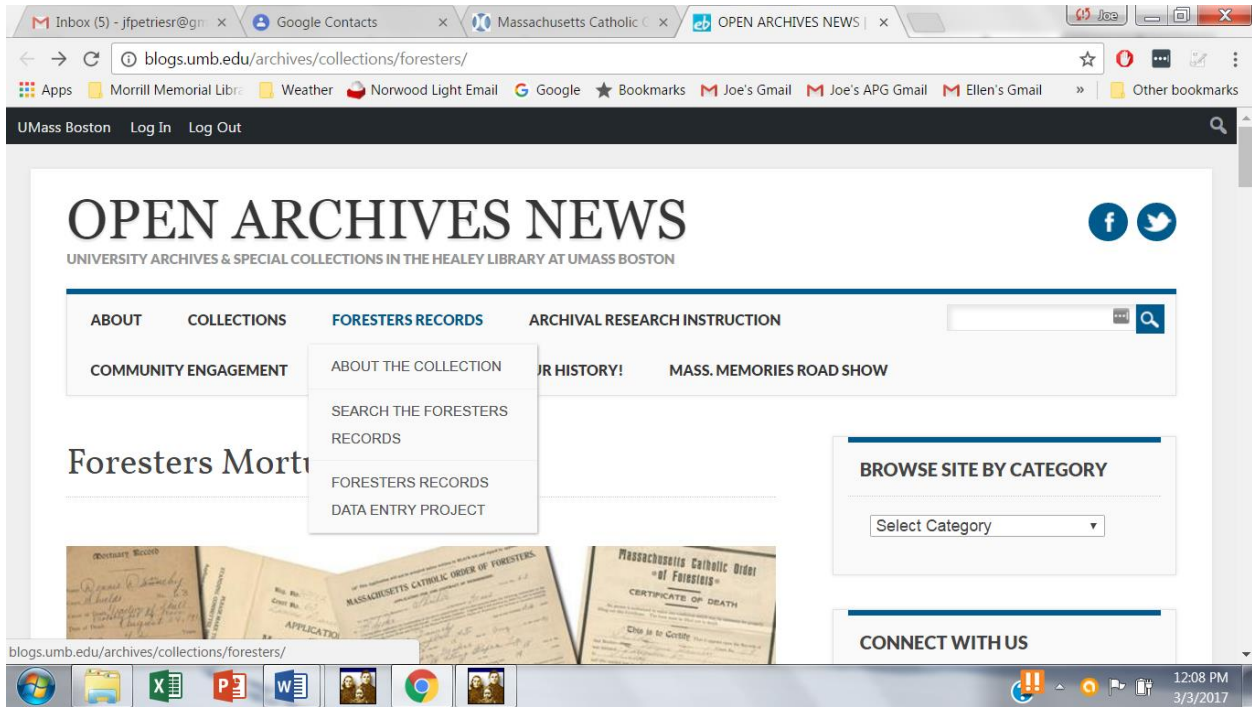 Inbox (5) - jfpetriesr@gm
Google Contacts
Massachusetts Catholic
OPEN ARCHIVES NEWS |
Joe
blogs.umb.edu/archives/collections/foresters/
Apps Morrill Memorial Libra Weather Norwood Light Email Google Bookmarks Joe's Gmail Joe's APG Gmail Ellen's Gmail » Other bookmarks
UMass Boston Log In Log Out
OPEN ARCHIVES NEWS
UNIVERSITY ARCHIVES & SPECIAL COLLECTIONS IN THE HEALEY LIBRARY AT UMASS BOSTON
ABOUT COLLECTIONS FORESTERS RECORDS ARCHIVAL RESEARCH INSTRUCTION
COMMUNITY ENGAGEMENT UR HISTORY! MASS. MEMORIES ROAD SHOW
ABOUT THE COLLECTION
SEARCH THE FORESTERS
RECORDS
FORESTERS RECORDS
DATA ENTRY PROJECT
Foresters Mortu
BROWSE SITE BY CATEGORY
Select Category
Mortuary Record
MASSACHUSETTS CATHOLIC ORDER OF FORESTERS.
APPLICATION
Massachusetts Catholic Order
of Foresters
CERTIFICATE OF DEATH
This is to Certify
CONNECT WITH US
blogs.umb.edu/archives/collections/foresters/
12:08 PM
3/3/2017